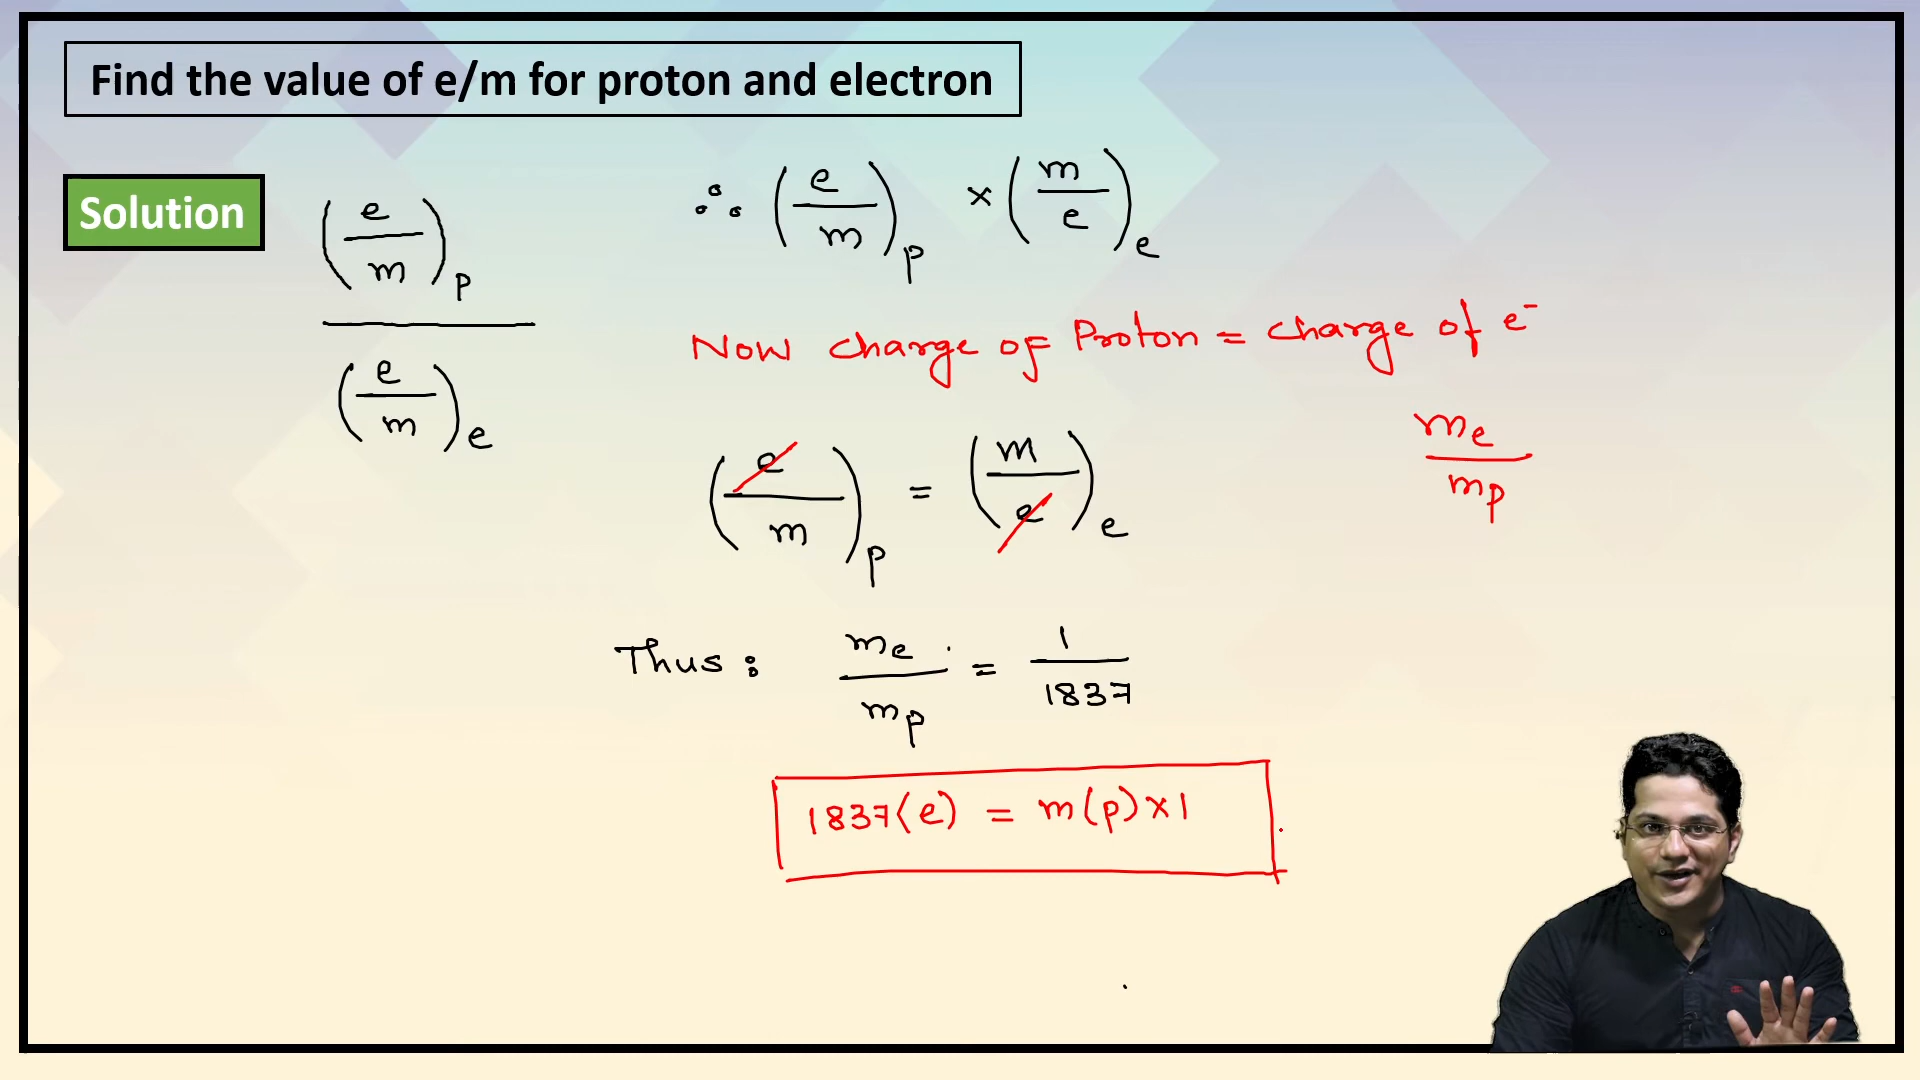 Find the value of e/m for proton and electron
Solution
(e/m)p
(e/m)e
∴ (e/m)p × (m/e)e
Now charge of Proton = charge of e⁻
(e/m)p = (m/e)e
me/mp
Thus : me/mp = 1/1837
1837(e) = m(p)×1